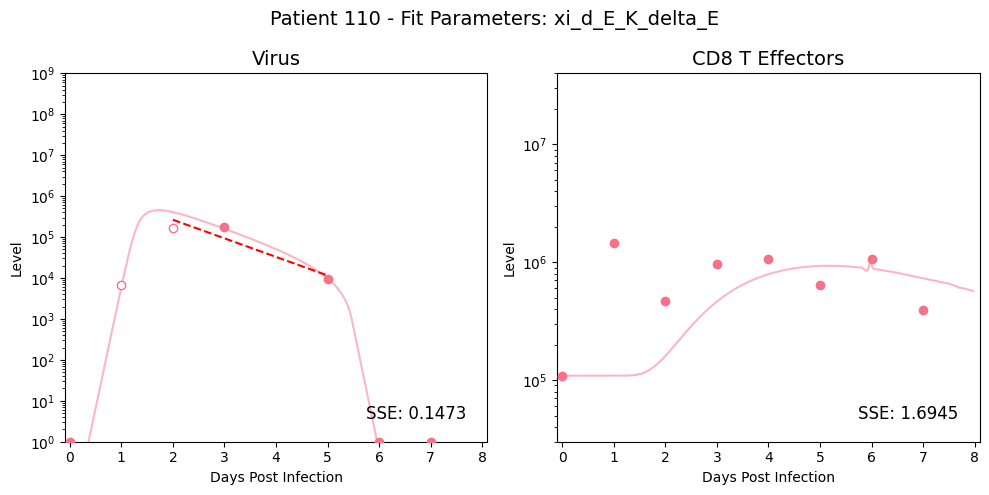 Patient 110 - Fit Parameters: xi_d_E_K_delta_E
Virus
CD8 T Effectors
Level
10^9
10^8
10^7
10^6
10^5
10^4
10^3
10^2
10^1
10^0
0 1 2 3 4 5 6 7 8
Days Post Infection
SSE: 0.1473
Level
10^7
10^6
10^5
0 1 2 3 4 5 6 7 8
Days Post Infection
SSE: 1.6945